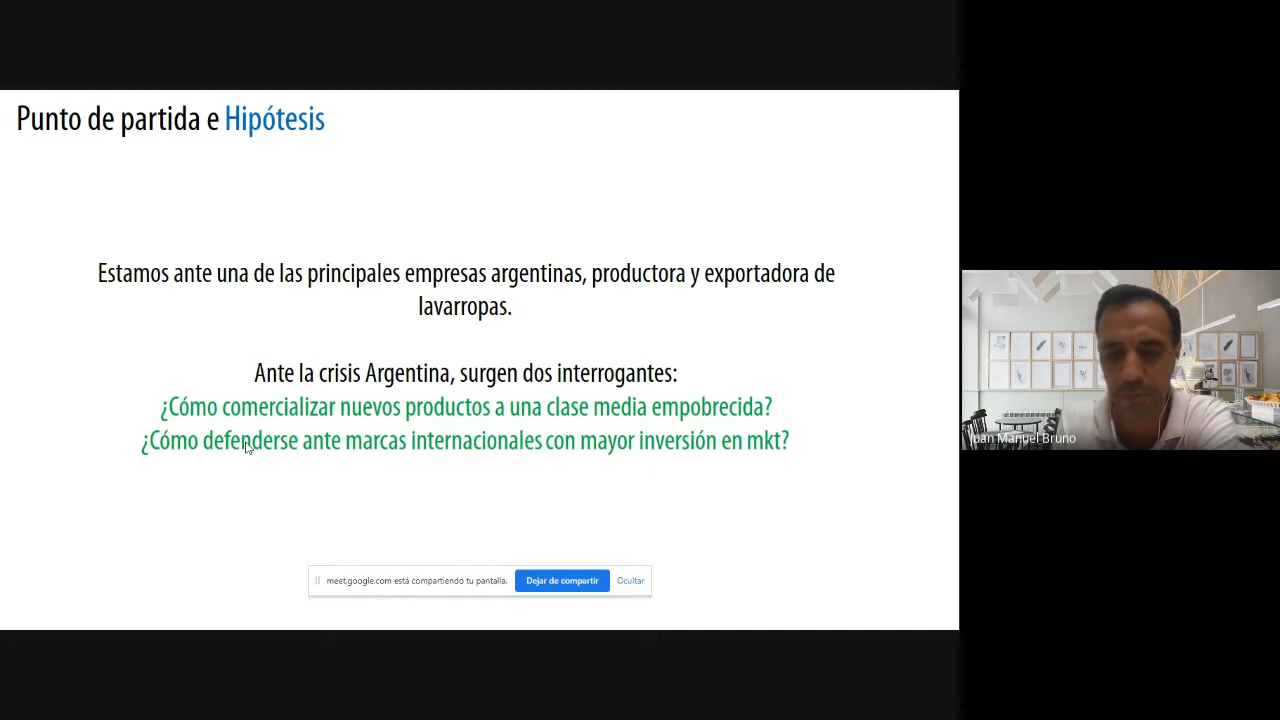 Punto de partida e Hipótesis
Estamos ante una de las principales empresas argentinas, productora y exportadora de
lavarropas.
Ante la crisis Argentina, surgen dos interrogantes:
¿Cómo comercializar nuevos productos a una clase media empobrecida?
¿Cómo defenderse ante marcas internacionales con mayor inversión en mkt?
meet.google.com está compartiendo tu pantalla. Dejar de compartir Ocultar
Juan Manuel Bruno